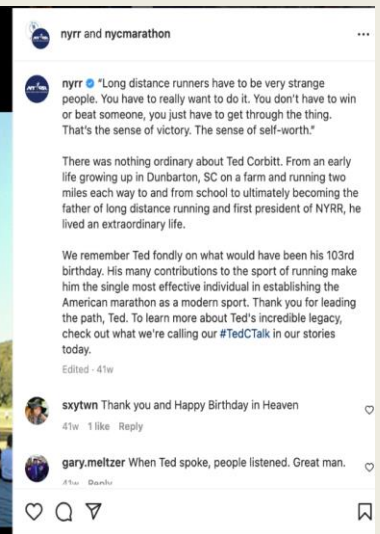 nyrr and nycmarathon
nyrr "Long distance runners have to be very strange
people. You have to really want to do it. You don't have to win
or beat someone, you just have to get through the thing.
That's the sense of victory. The sense of self-worth."
There was nothing ordinary about Ted Corbitt. From an early
life growing up in Dunbarton, SC on a farm and running two
miles each way to and from school to ultimately becoming the
father of long distance running and first president of NYRR, he
lived an extraordinary life.
We remember Ted fondly on what would have been his 103rd
birthday. His many contributions to the sport of running make
him the single most effective individual in establishing the
American marathon as a modern sport. Thank you for leading
the path, Ted. To learn more about Ted's incredible legacy,
check out what we're calling our #TedCTalk in our stories
today.
Edited · 41w
sxytwn Thank you and Happy Birthday in Heaven
41w 1 like Reply
gary.meltzer When Ted spoke, people listened. Great man.
41w Reply